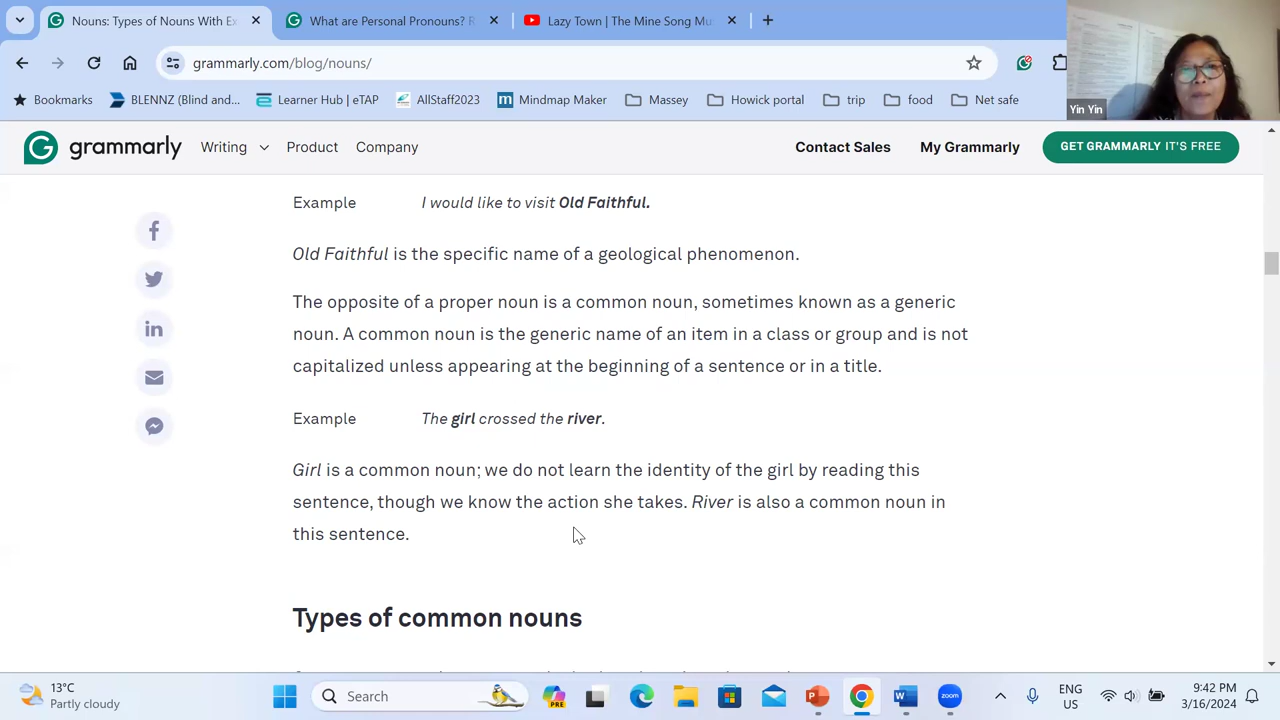 Nouns: Types of Nouns With Ex
What are Personal Pronouns? R
Lazy Town | The Mine Song Mu
grammarly.com/blog/nouns/
Bookmarks
BLENNZ (Blind and...
Learner Hub | eTAP
AllStaff2023
Mindmap Maker
Massey
Howick portal
trip
food
Net safe
Yin Yin
grammarly
Writing
Product
Company
Contact Sales
My Grammarly
GET GRAMMARLY IT'S FREE
Example I would like to visit Old Faithful.
Old Faithful is the specific name of a geological phenomenon.
The opposite of a proper noun is a common noun, sometimes known as a generic
noun. A common noun is the generic name of an item in a class or group and is not
capitalized unless appearing at the beginning of a sentence or in a title.
Example The girl crossed the river.
Girl is a common noun; we do not learn the identity of the girl by reading this
sentence, though we know the action she takes. River is also a common noun in
this sentence.
Types of common nouns
13°C
Partly cloudy
Search
PRE
zoom
ENG
US
9:42 PM
3/16/2024